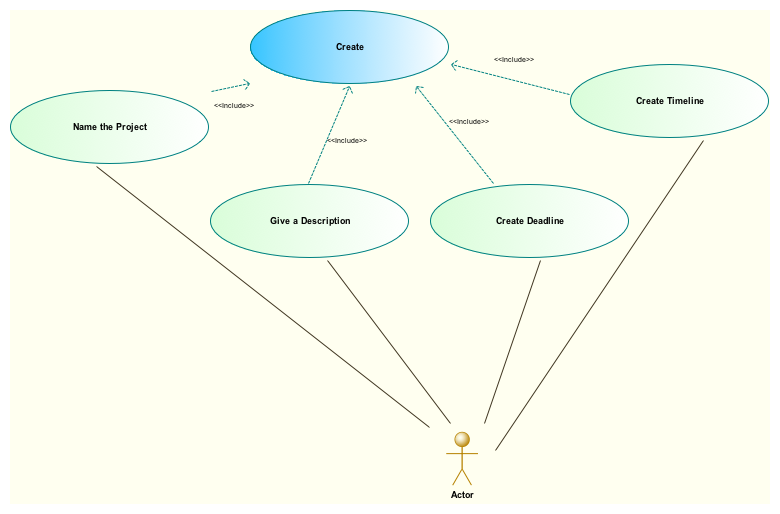 Create
<<Include>>
Create Timeline
<<Include>>
Name the Project
<<Include>>
<<Include>>
Give a Description
Create Deadline
Actor